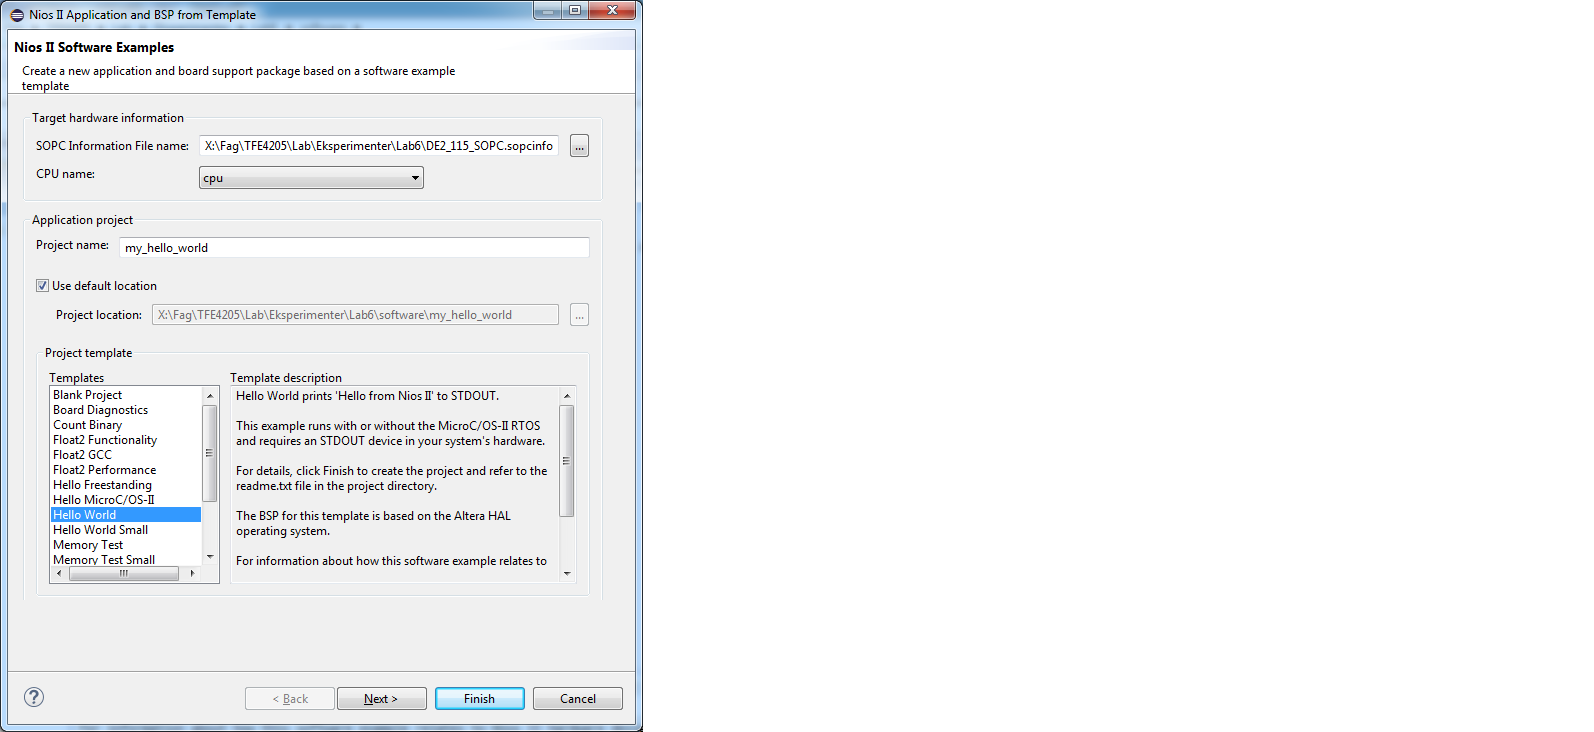 Nios II Application and BSP from Template
Nios II Software Examples
Create a new application and board support package based on a software example
template
Target hardware information
SOPC Information File name: X:\Fag\TFE4205\Lab\Eksperimenter\Lab6\DE2_115_SOPC.sopcinfo ...
CPU name: cpu
Application project
Project name: my_hello_world
Use default location
Project location: X:\Fag\TFE4205\Lab\Eksperimenter\Lab6\software\my_hello_world ...
Project template
Templates
Blank Project
Board Diagnostics
Count Binary
Float2 Functionality
Float2 GCC
Float2 Performance
Hello Freestanding
Hello MicroC/OS-II
Hello World
Hello World Small
Memory Test
Memory Test Small
Template description
Hello World prints 'Hello from Nios II' to STDOUT.
This example runs with or without the MicroC/OS-II RTOS
and requires an STDOUT device in your system's hardware.
For details, click Finish to create the project and refer to the
readme.txt file in the project directory.
The BSP for this template is based on the Altera HAL
operating system.
For information about how this software example relates to
? < Back Next > Finish Cancel